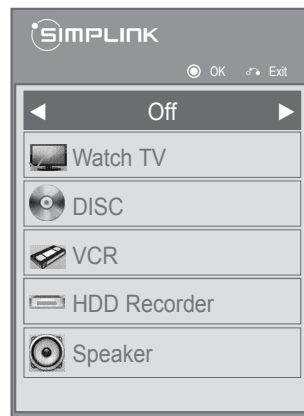 SIMPLINK
OK Exit
Off
Watch TV
DISC
VCR
HDD Recorder
Speaker